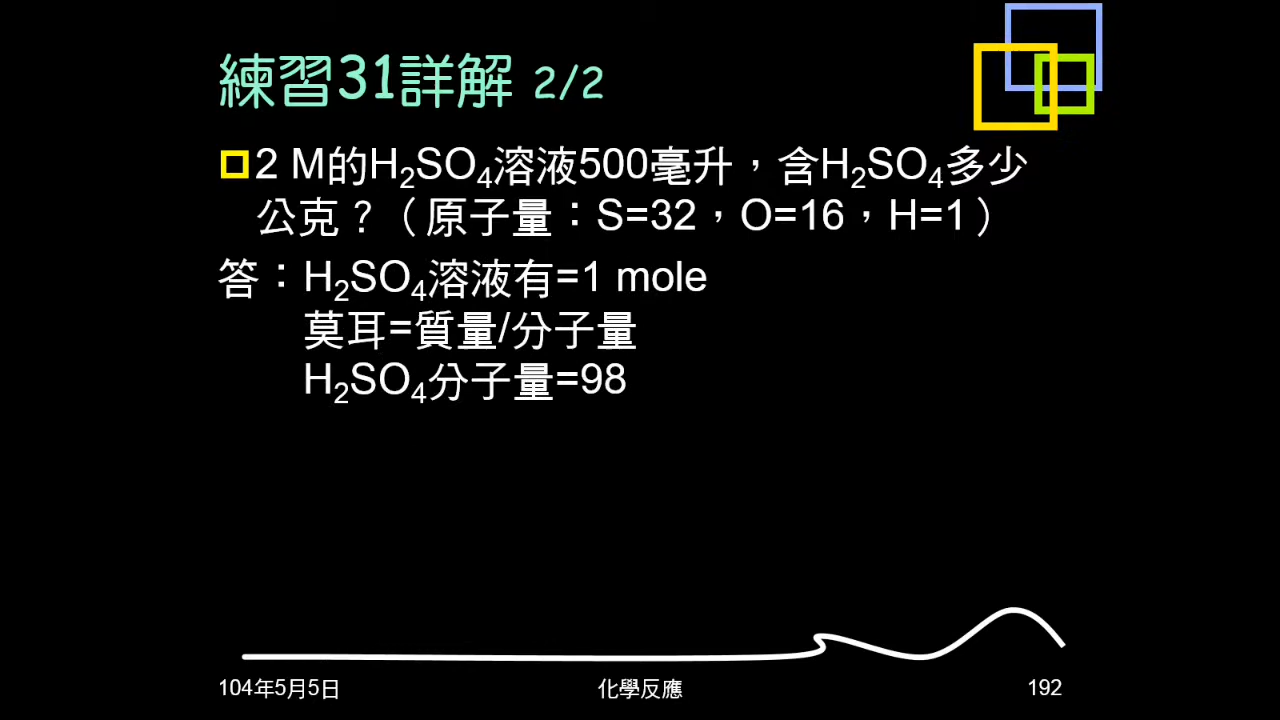 練習31詳解 2/2
2 M的H₂SO₄溶液500毫升，含H₂SO₄多少
公克？（原子量：S=32，O=16，H=1）
答：H₂SO₄溶液有=1 mole
莫耳=質量/分子量
H₂SO₄分子量=98
104年5月5日 化學反應 192